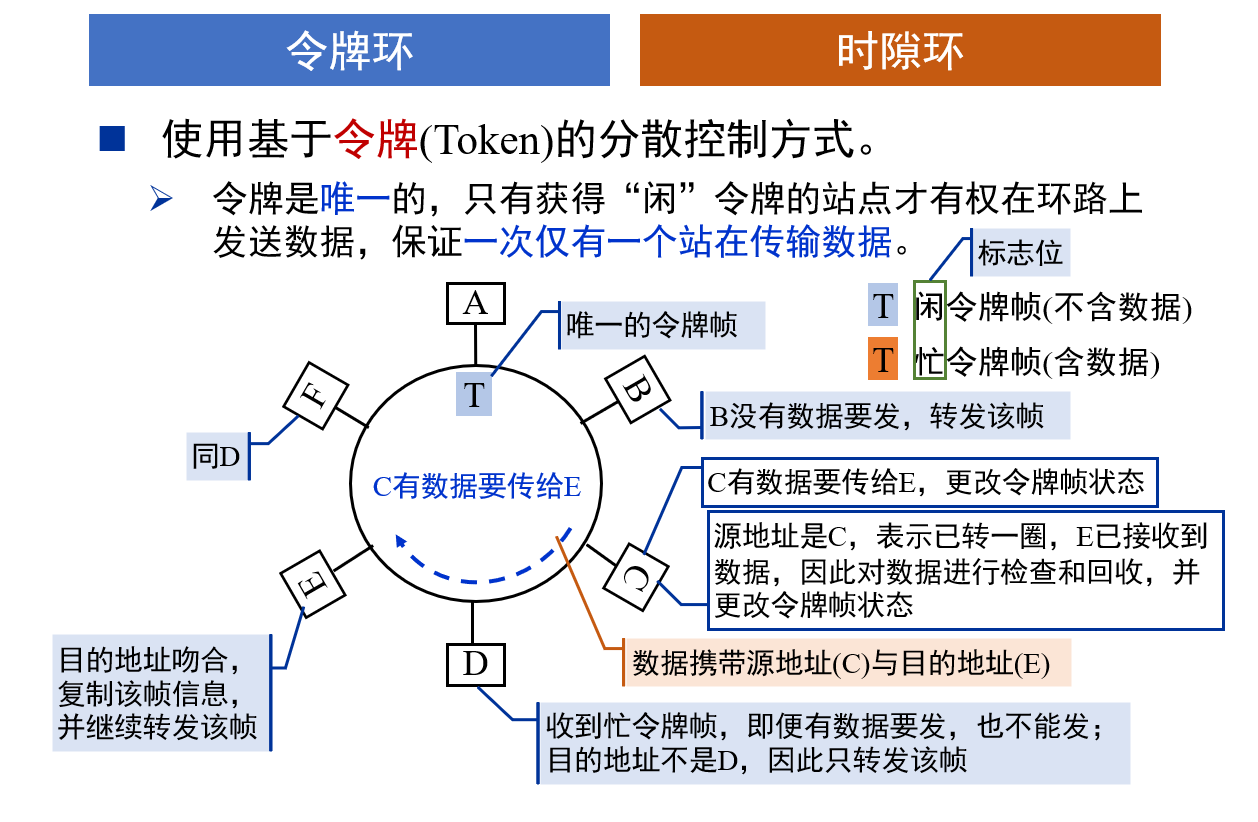 令牌环
时隙环
使用基于令牌(Token)的分散控制方式。
令牌是唯一的，只有获得“闲”令牌的站点才有权在环路上
发送数据，保证一次仅有一个站在传输数据。
标志位
T 闲令牌帧(不含数据)
T 忙令牌帧(含数据)
A
唯一的令牌帧
T
F
B
B没有数据要发，转发该帧
同D
C有数据要传给E
C有数据要传给E，更改令牌帧状态
源地址是C，表示已转一圈，E已接收到
数据，因此对数据进行检查和回收，并
更改令牌帧状态
E
C
D
数据携带源地址(C)与目的地址(E)
目的地址吻合，
复制该帧信息，
并继续转发该帧
收到忙令牌帧，即便有数据要发，也不能发；
目的地址不是D，因此只转发该帧